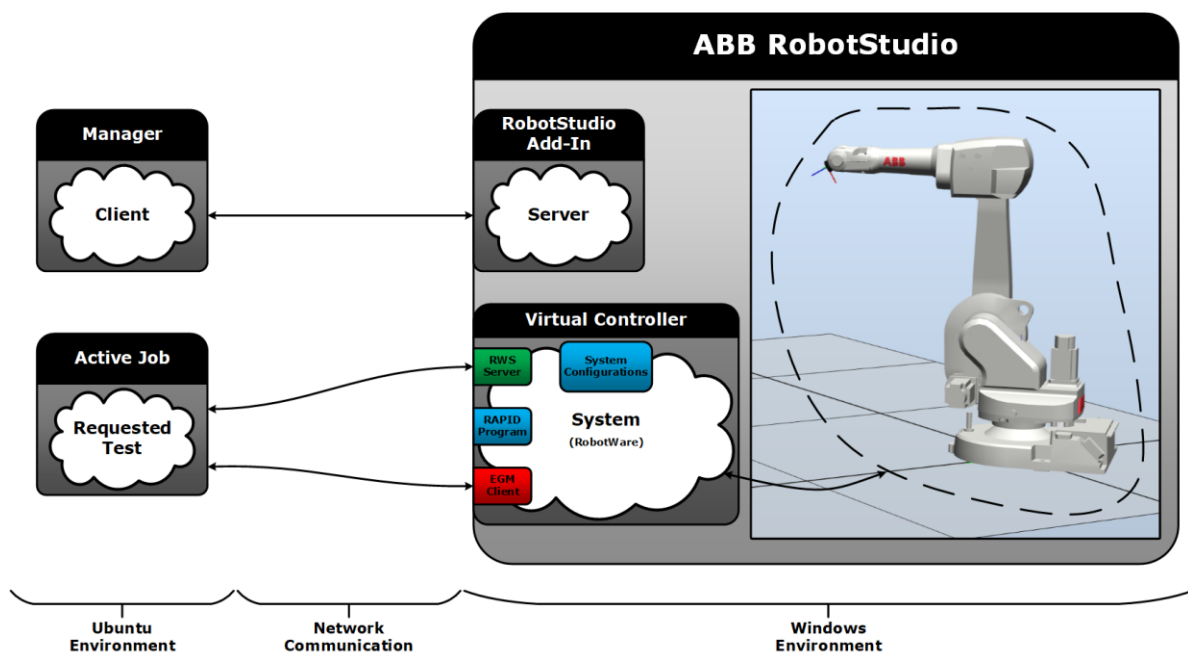 ABB RobotStudio
Manager
Client
RobotStudio
Add-In
Server
Active Job
Requested
Test
Virtual Controller
RWS
Server
System
Configurations
RAPID
Program
System
(RobotWare)
EGM
Client
ABB
Ubuntu
Environment
Network
Communication
Windows
Environment